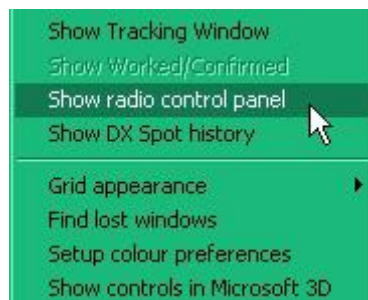 Show Tracking Window
Show Worked/Confirmed
Show radio control panel
Show DX Spot history
Grid appearance
Find lost windows
Setup colour preferences
Show controls in Microsoft 3D